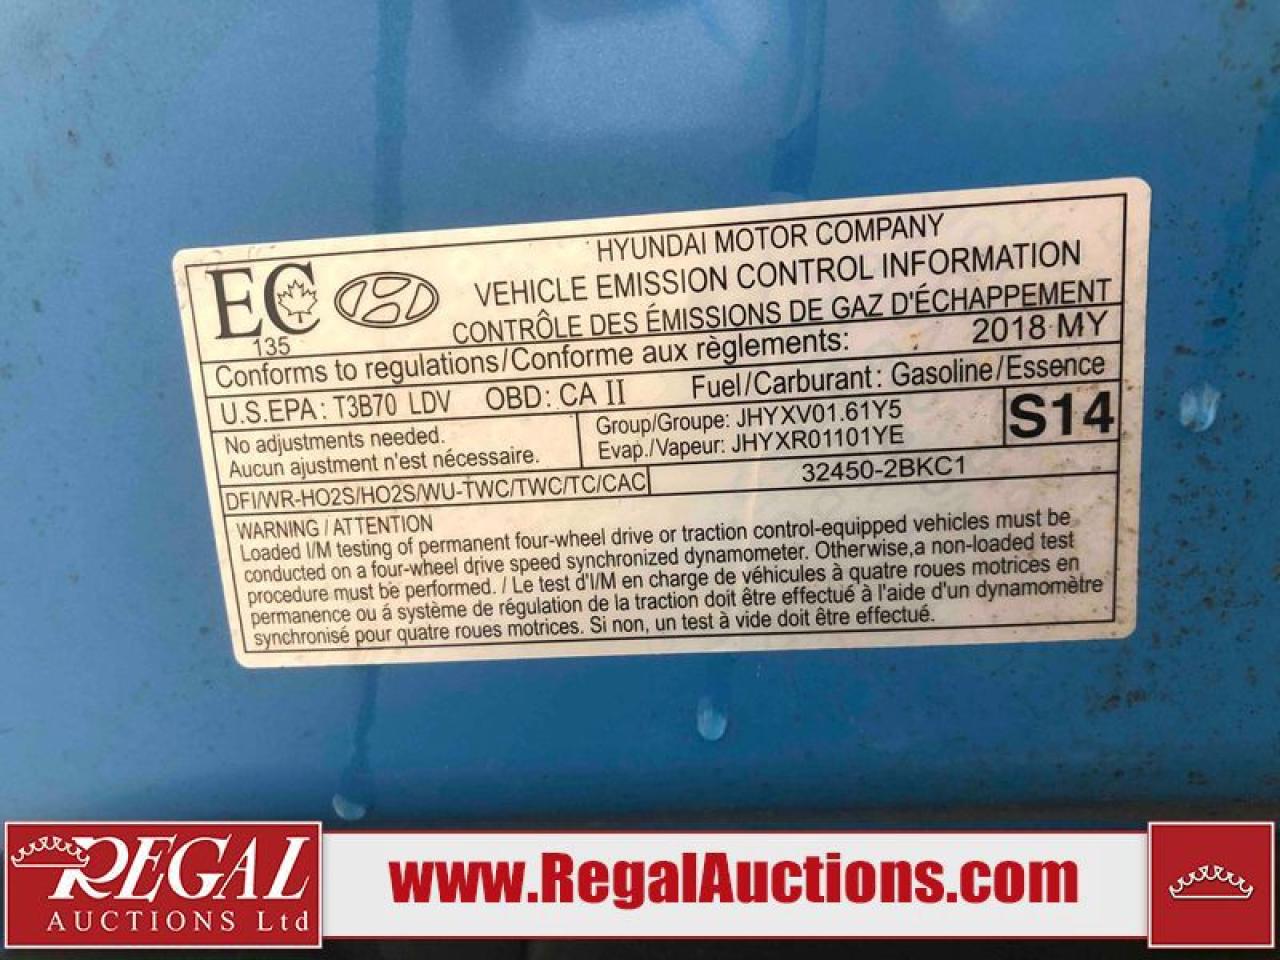 HYUNDAI MOTOR COMPANY
EC
135
VEHICLE EMISSION CONTROL INFORMATION
CONTRÔLE DES ÉMISSIONS DE GAZ D'ÉCHAPPEMENT
Conforms to regulations/Conforme aux règlements: 2018 MY
U.S.EPA: T3B70 LDV OBD: CA II Fuel/Carburant: Gasoline/Essence
No adjustments needed.
Aucun ajustment n'est nécessaire.
Group/Groupe: JHYXV01.61Y5
Evap./Vapeur: JHYXR01101YE
S14
DFI/WR-HO2S/HO2S/WU-TWC/TWC/TC/CAC 32450-2BKC1
WARNING / ATTENTION
Loaded I/M testing of permanent four-wheel drive or traction control-equipped vehicles must be
conducted on a four-wheel drive speed synchronized dynamometer. Otherwise,a non-loaded test
procedure must be performed. / Le test d'I/M en charge de véhicules à quatre roues motrices en
permanence ou á système de régulation de la traction doit être effectué à l'aide d'un dynamomètre
synchronisé pour quatre roues motrices. Si non, un test à vide doit être effectué.
REGAL
AUCTIONS Ltd
www.RegalAuctions.com